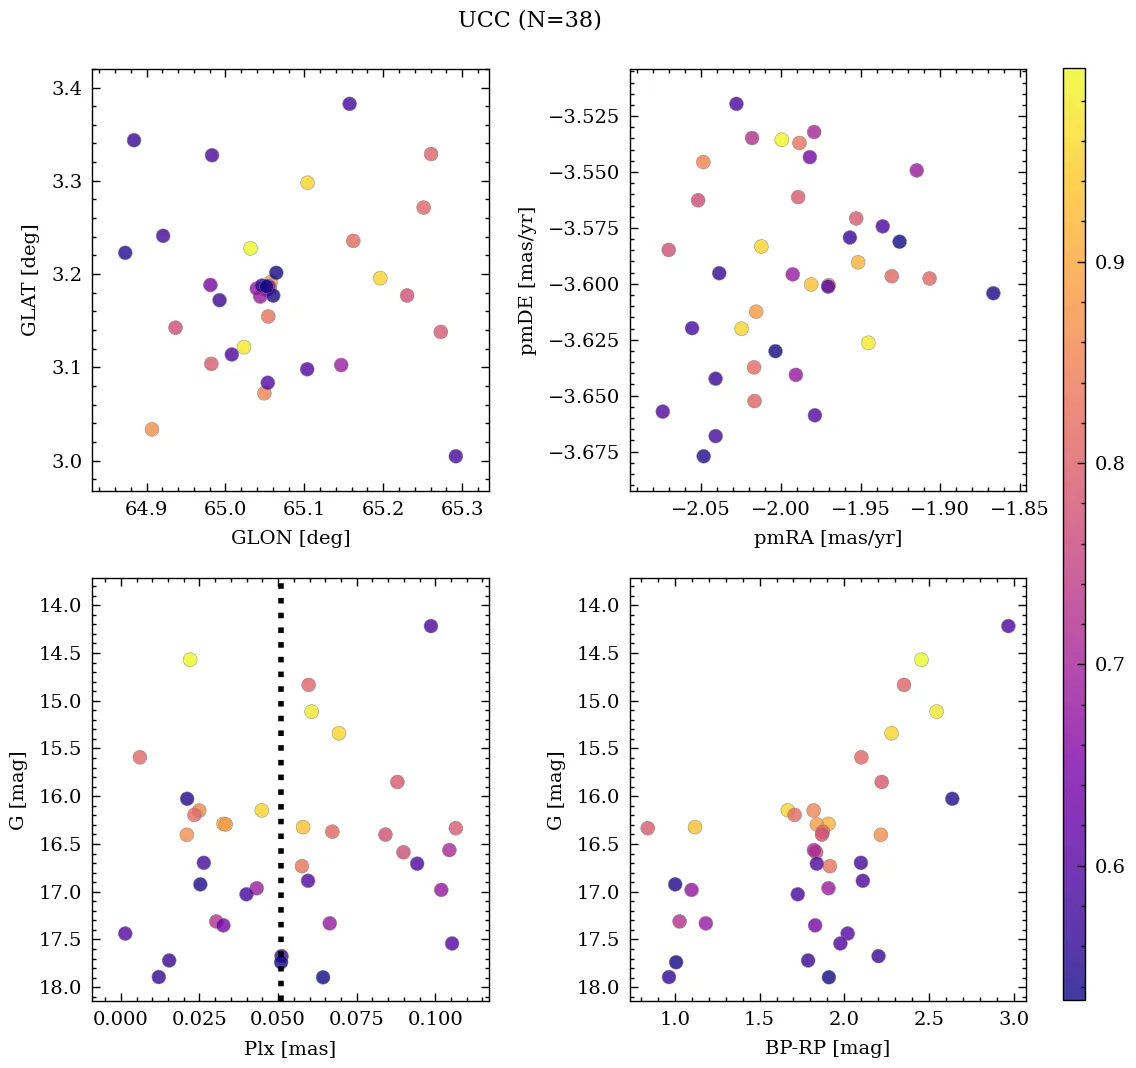 UCC (N=38)
3.4
3.3
3.2
3.1
3.0
GLAT [deg]
64.9 65.0 65.1 65.2 65.3
GLON [deg]
−3.525
−3.550
−3.575
−3.600
−3.625
−3.650
−3.675
pmDE [mas/yr]
−2.05 −2.00 −1.95 −1.90 −1.85
pmRA [mas/yr]
14.0
14.5
15.0
15.5
16.0
16.5
17.0
17.5
18.0
G [mag]
0.000 0.025 0.050 0.075 0.100
Plx [mas]
14.0
14.5
15.0
15.5
16.0
16.5
17.0
17.5
18.0
G [mag]
1.0 1.5 2.0 2.5 3.0
BP-RP [mag]
0.9
0.8
0.7
0.6